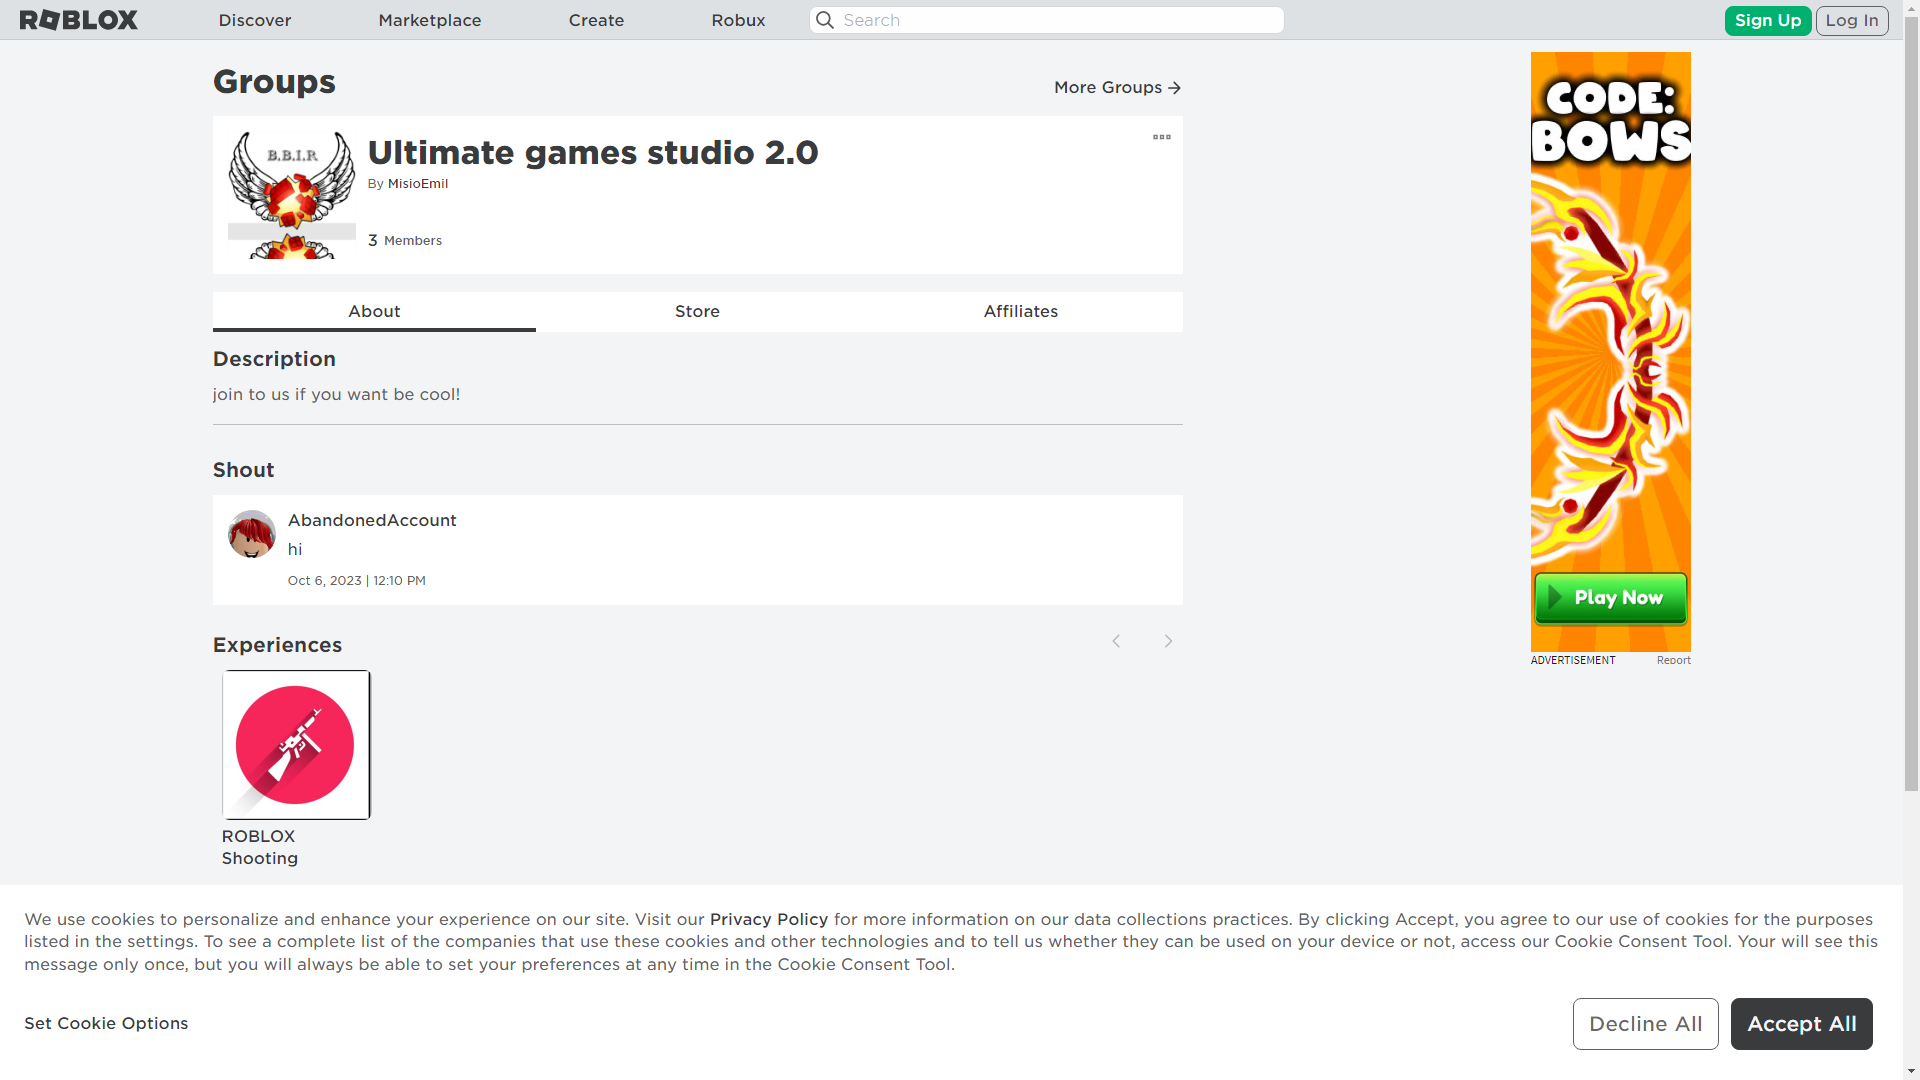 ROBLOX
Discover
Marketplace
Create
Robux
Search
Sign Up
Log In
Groups
More Groups
B.B.I.R
Ultimate games studio 2.0
By MisioEmil
3 Members
About
Store
Affiliates
Description
join to us if you want be cool!
Shout
AbandonedAccount
hi
Oct 6, 2023 | 12:10 PM
Experiences
ROBLOX
Shooting
CODE:
BOWS
Play Now
ADVERTISEMENT
Report
We use cookies to personalize and enhance your experience on our site. Visit our Privacy Policy for more information on our data collections practices. By clicking Accept, you agree to our use of cookies for the purposes
listed in the settings. To see a complete list of the companies that use these cookies and other technologies and to tell us whether they can be used on your device or not, access our Cookie Consent Tool. Your will see this
message only once, but you will always be able to set your preferences at any time in the Cookie Consent Tool.
Set Cookie Options
Decline All
Accept All